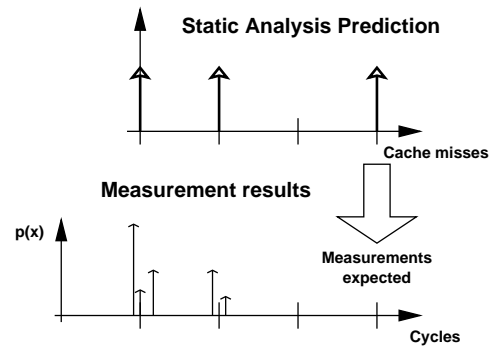 Static Analysis Prediction
Cache misses
Measurement results
p(x)
Measurements
expected
Cycles